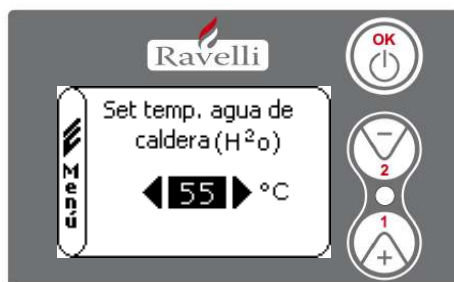 Ravelli
OK
Set temp. agua de
caldera (H²o)
Menú
55 °C
−
2
1
+